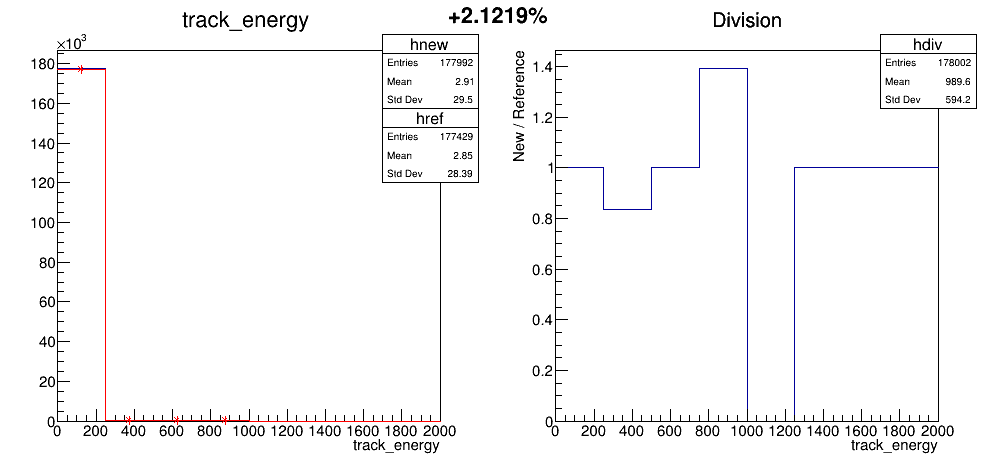 +2.1219%
track_energy
×10³
180
160
140
120
100
80
60
40
20
0
0 200 400 600 800 1000 1200 1400 1600 1800 2000
track_energy
hnew
Entries 177992
Mean 2.91
Std Dev 29.5
href
Entries 177429
Mean 2.85
Std Dev 28.39
Division
New / Reference
1.4
1.2
1
0.8
0.6
0.4
0.2
0
0 200 400 600 800 1000 1200 1400 1600 1800 2000
track_energy
hdiv
Entries 178002
Mean 989.6
Std Dev 594.2